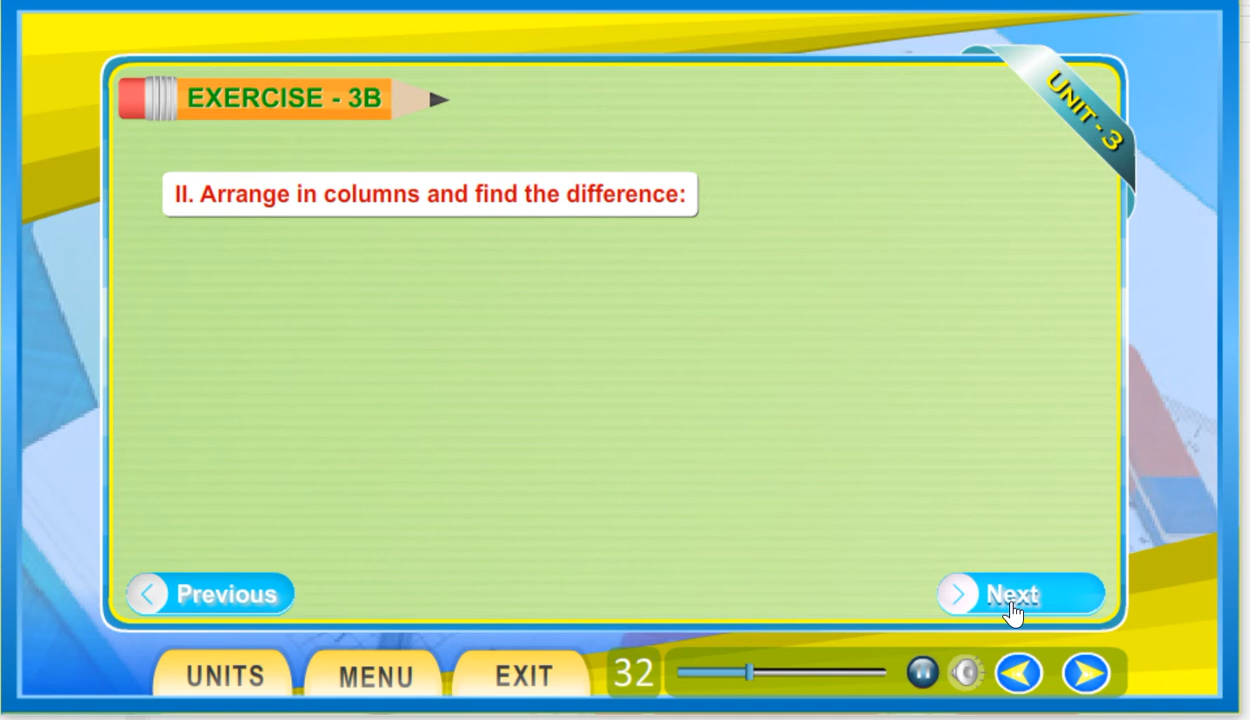 EXERCISE - 3B
UNIT - 3
II. Arrange in columns and find the difference:
Previous
Next
UNITS
MENU
EXIT
32